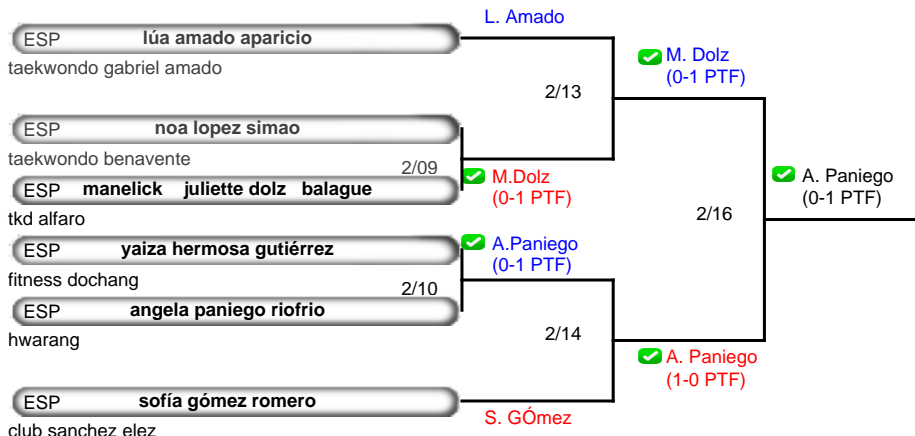 L. Amado
ESP lúa amado aparicio
taekwondo gabriel amado
M. Dolz
(0-1 PTF)
2/13
ESP noa lopez simao
taekwondo benavente
2/09
ESP manelick juliette dolz balague
tkd alfaro
M.Dolz
(0-1 PTF)
A. Paniego
(0-1 PTF)
2/16
ESP yaiza hermosa gutiérrez
fitness dochang
A.Paniego
(0-1 PTF)
2/10
ESP angela paniego riofrio
hwarang
2/14
A. Paniego
(1-0 PTF)
ESP sofía gómez romero
club sanchez elez
S. GÓmez